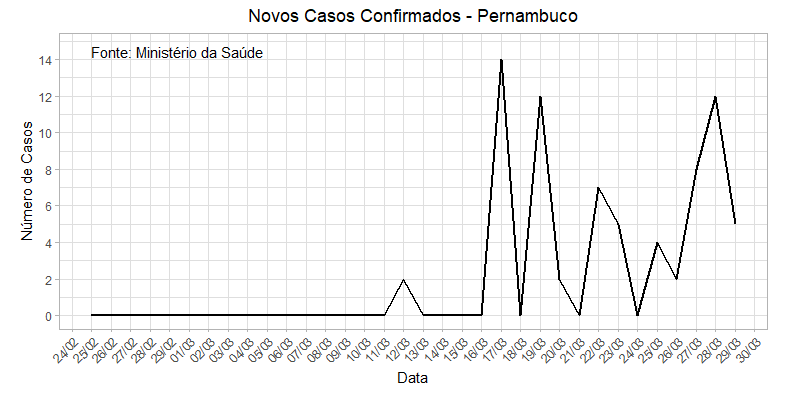 Novos Casos Confirmados - Pernambuco
Fonte: Ministério da Saúde
Número de Casos
14
12
10
8
6
4
2
0
24/02 25/02 26/02 27/02 28/02 29/02 01/03 02/03 03/03 04/03 05/03 06/03 07/03 08/03 09/03 10/03 11/03 12/03 13/03 14/03 15/03 16/03 17/03 18/03 19/03 20/03 21/03 22/03 23/03 24/03 25/03 26/03 27/03 28/03 29/03 30/03
Data